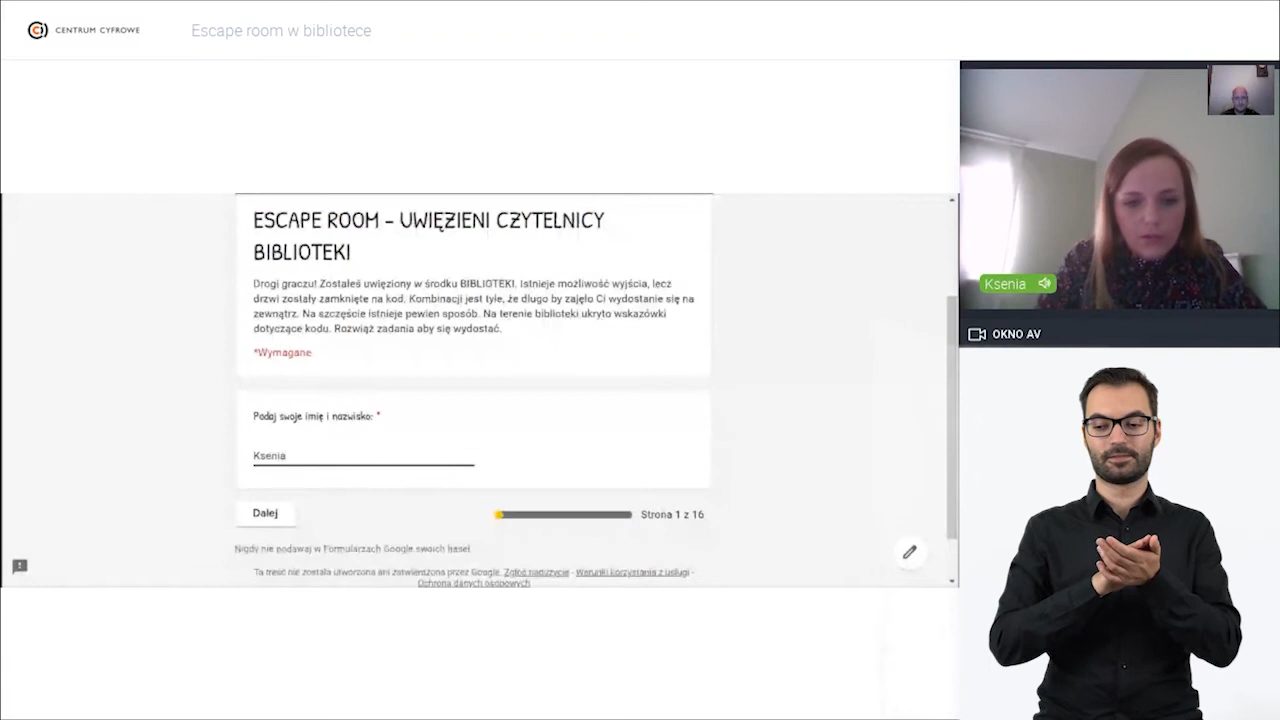 CENTRUM CYFROWE
Escape room w bibliotece
ESCAPE ROOM – UWIĘZIENI CZYTELNICY
BIBLIOTEKI
Drogi graczu! Zostałeś uwięziony w środku BIBLIOTEKI. Istnieje możliwość wyjścia, lecz
drzwi zostały zamknięte na kod. Kombinacji jest tyle, że długo by zajęło Ci wydostanie się na
zewnątrz. Na szczęście istnieje pewien sposób. Na terenie biblioteki ukryto wskazówki
dotyczące kodu. Rozwiąż zadania aby się wydostać.
*Wymagane
Podaj swoje imię i nazwisko: *
Ksenia
Dalej
Strona 1 z 16
Nigdy nie podawaj w Formularzach Google swoich haseł.
Ta treść nie została utworzona ani zatwierdzona przez Google. Zgłoś nadużycie - Warunki korzystania z usługi -
Ochrona danych osobowych
Ksenia
OKNO AV